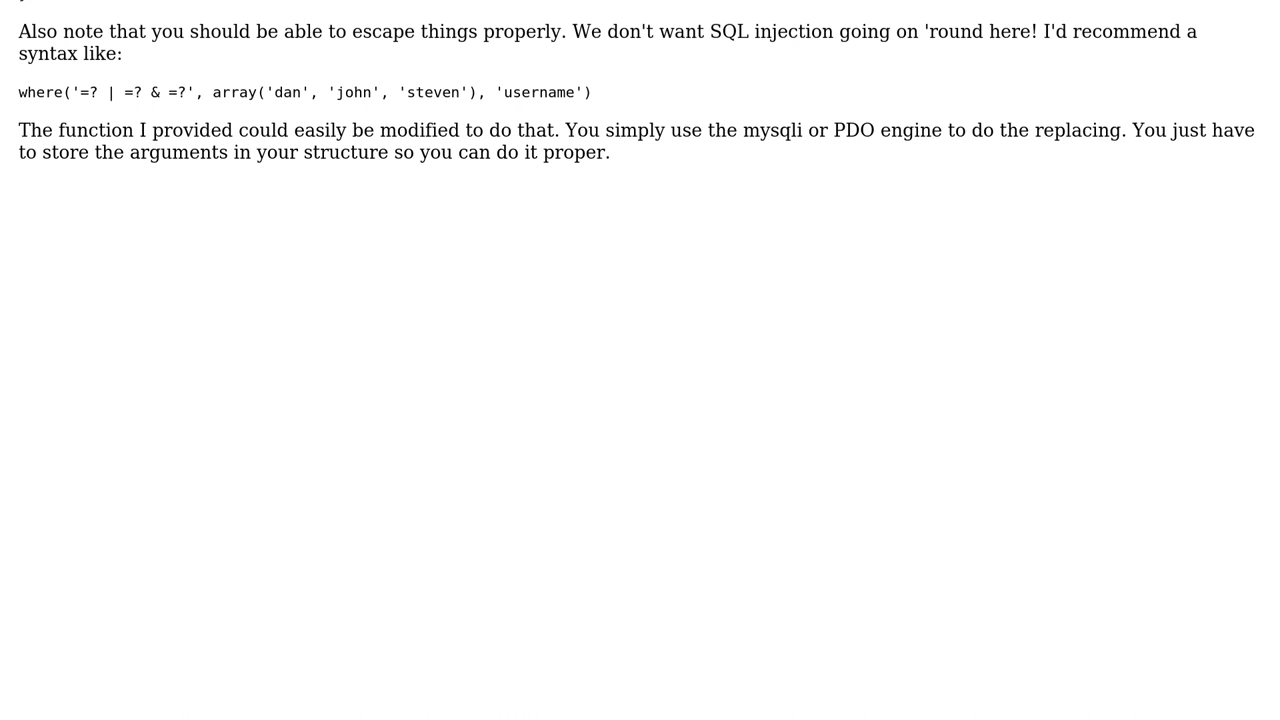 Also note that you should be able to escape things properly. We don't want SQL injection going on 'round here! I'd recommend a
syntax like:
where('=? | =? & =?', array('dan', 'john', 'steven'), 'username')
The function I provided could easily be modified to do that. You simply use the mysqli or PDO engine to do the replacing. You just have
to store the arguments in your structure so you can do it proper.